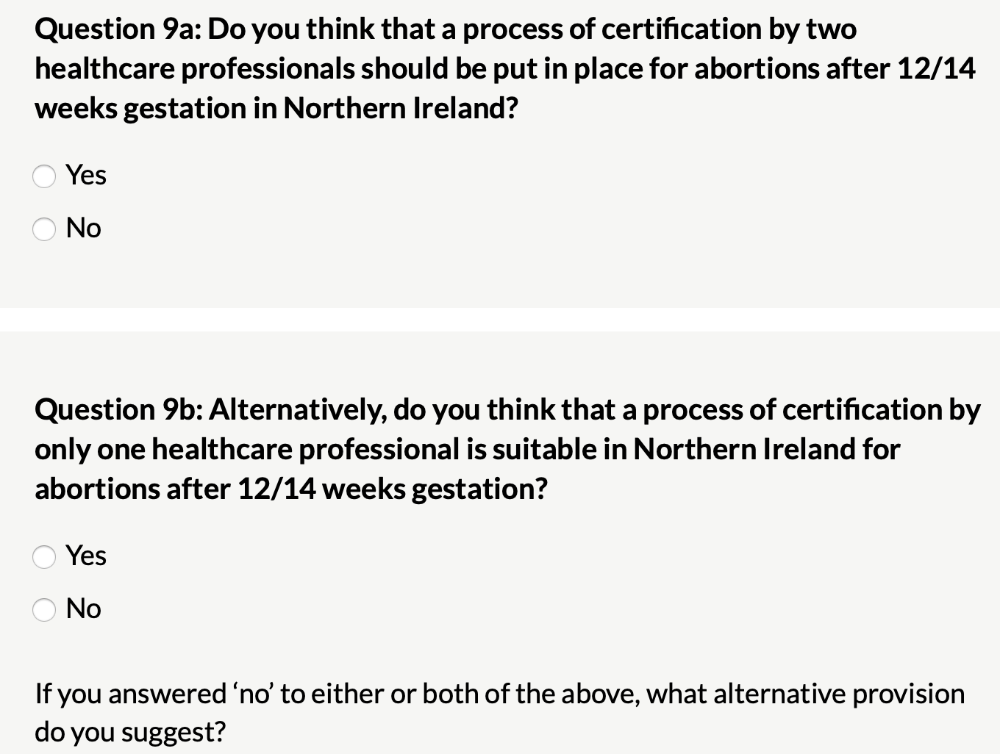 Question 9a: Do you think that a process of certification by two
healthcare professionals should be put in place for abortions after 12/14
weeks gestation in Northern Ireland?
Yes
No
Question 9b: Alternatively, do you think that a process of certification by
only one healthcare professional is suitable in Northern Ireland for
abortions after 12/14 weeks gestation?
Yes
No
If you answered ‘no’ to either or both of the above, what alternative provision
do you suggest?